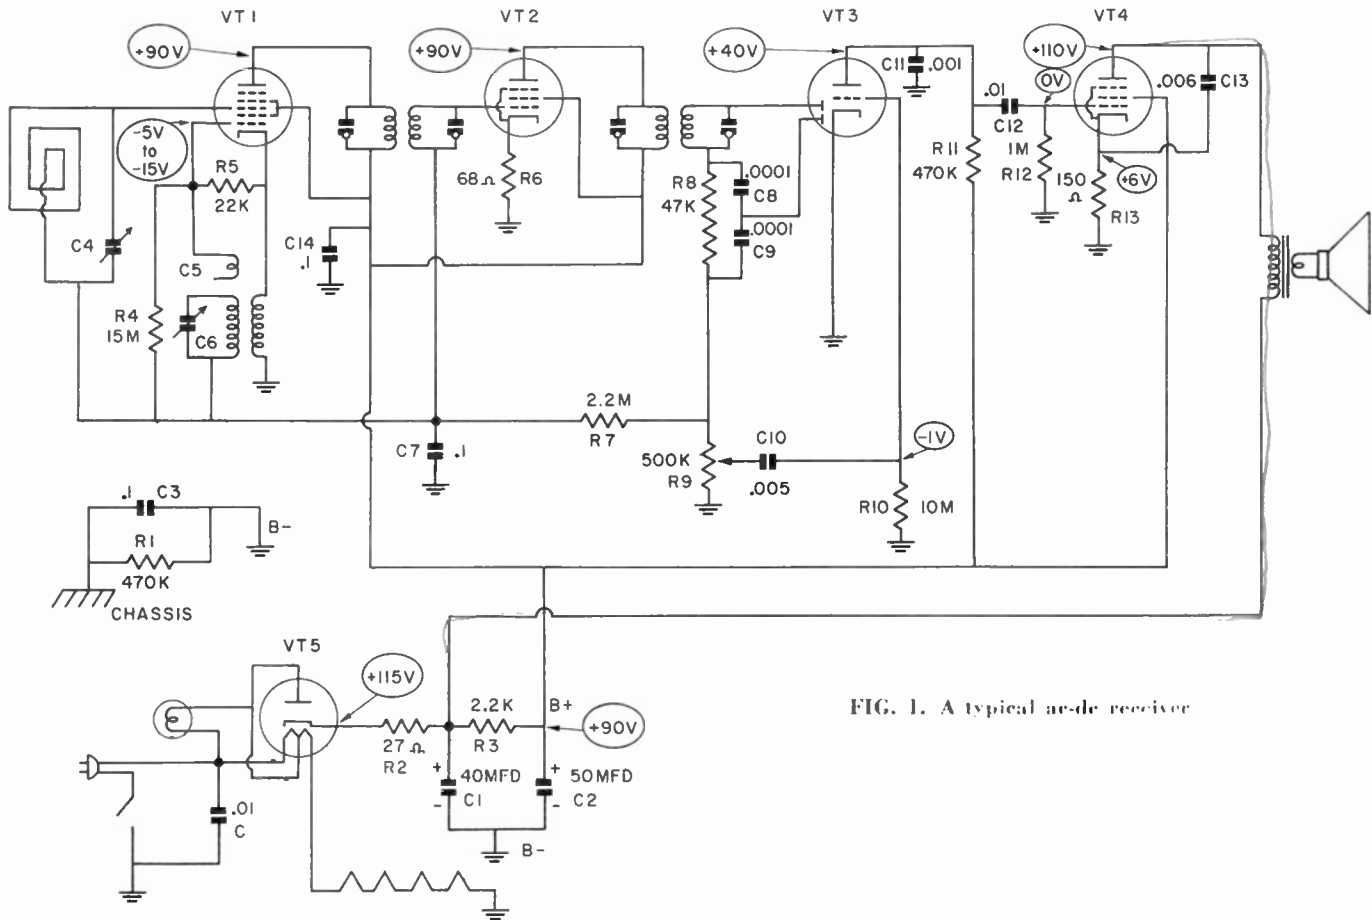 VT1
VT2
VT3
VT4
+90V
+90V
+40V
+110V
0V
C11
.001
.01
C12
.006
C13
-5V
to
-15V
R5
22K
68Ω
R6
.0001
C8
R8
47K
.0001
C9
R11
470K
1M
R12
150
Ω
R13
+6V
C4
C5
C14
.1
R4
15M
C6
2.2M
R7
C7
.1
500K
R9
C10
.005
-1V
R10
10M
.1
C3
B-
R1
470K
CHASSIS
VT5
+115V
27Ω
R2
2.2K
R3
B+
+90V
+
40MFD
C1
-
+
50MFD
C2
-
B-
.01
C
FIG. 1. A typical ac-dc receiver